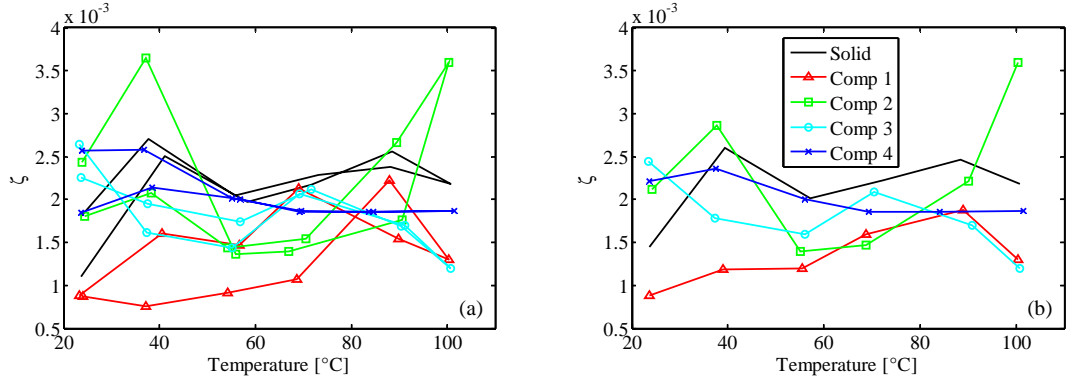 x 10⁻³
4
3.5
3
2.5
2
1.5
1
0.5
ζ
20
40
60
80
100
Temperature [°C]
(a)
x 10⁻³
4
3.5
3
2.5
2
1.5
1
0.5
ζ
Solid
Comp 1
Comp 2
Comp 3
Comp 4
20
40
60
80
100
Temperature [°C]
(b)